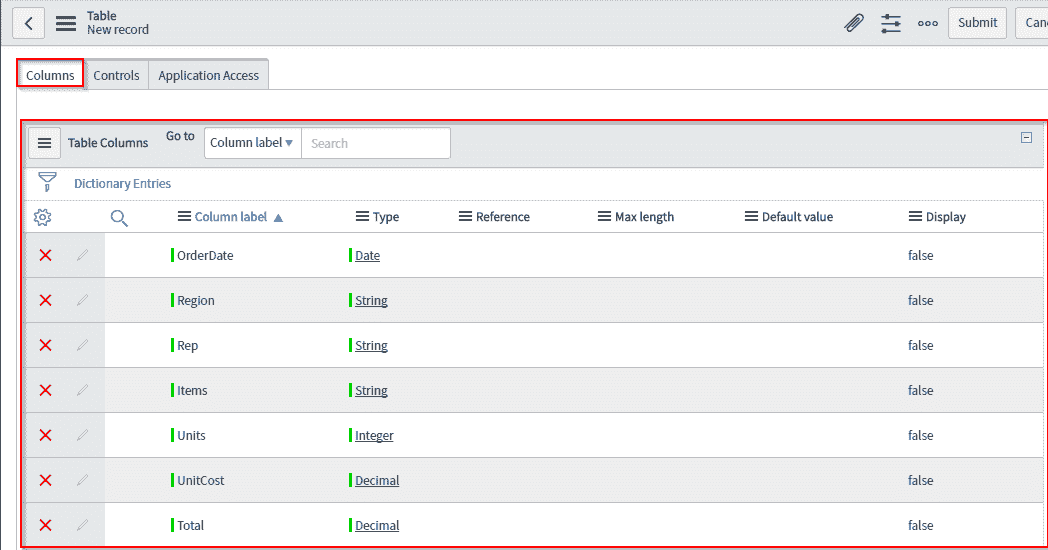 Table
New record
Submit
Columns Controls Application Access
Table Columns Go to Column label Search
Dictionary Entries
Column label Type Reference Max length Default value Display
OrderDate Date false
Region String false
Rep String false
Items String false
Units Integer false
UnitCost Decimal false
Total Decimal false